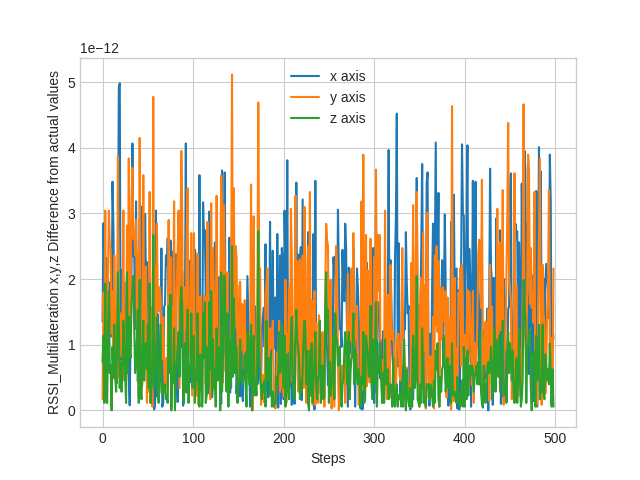 1e−12
x axis
y axis
z axis
5
4
3
2
1
0
RSSI_Multilateration x,y,z Difference from actual values
0 100 200 300 400 500
Steps